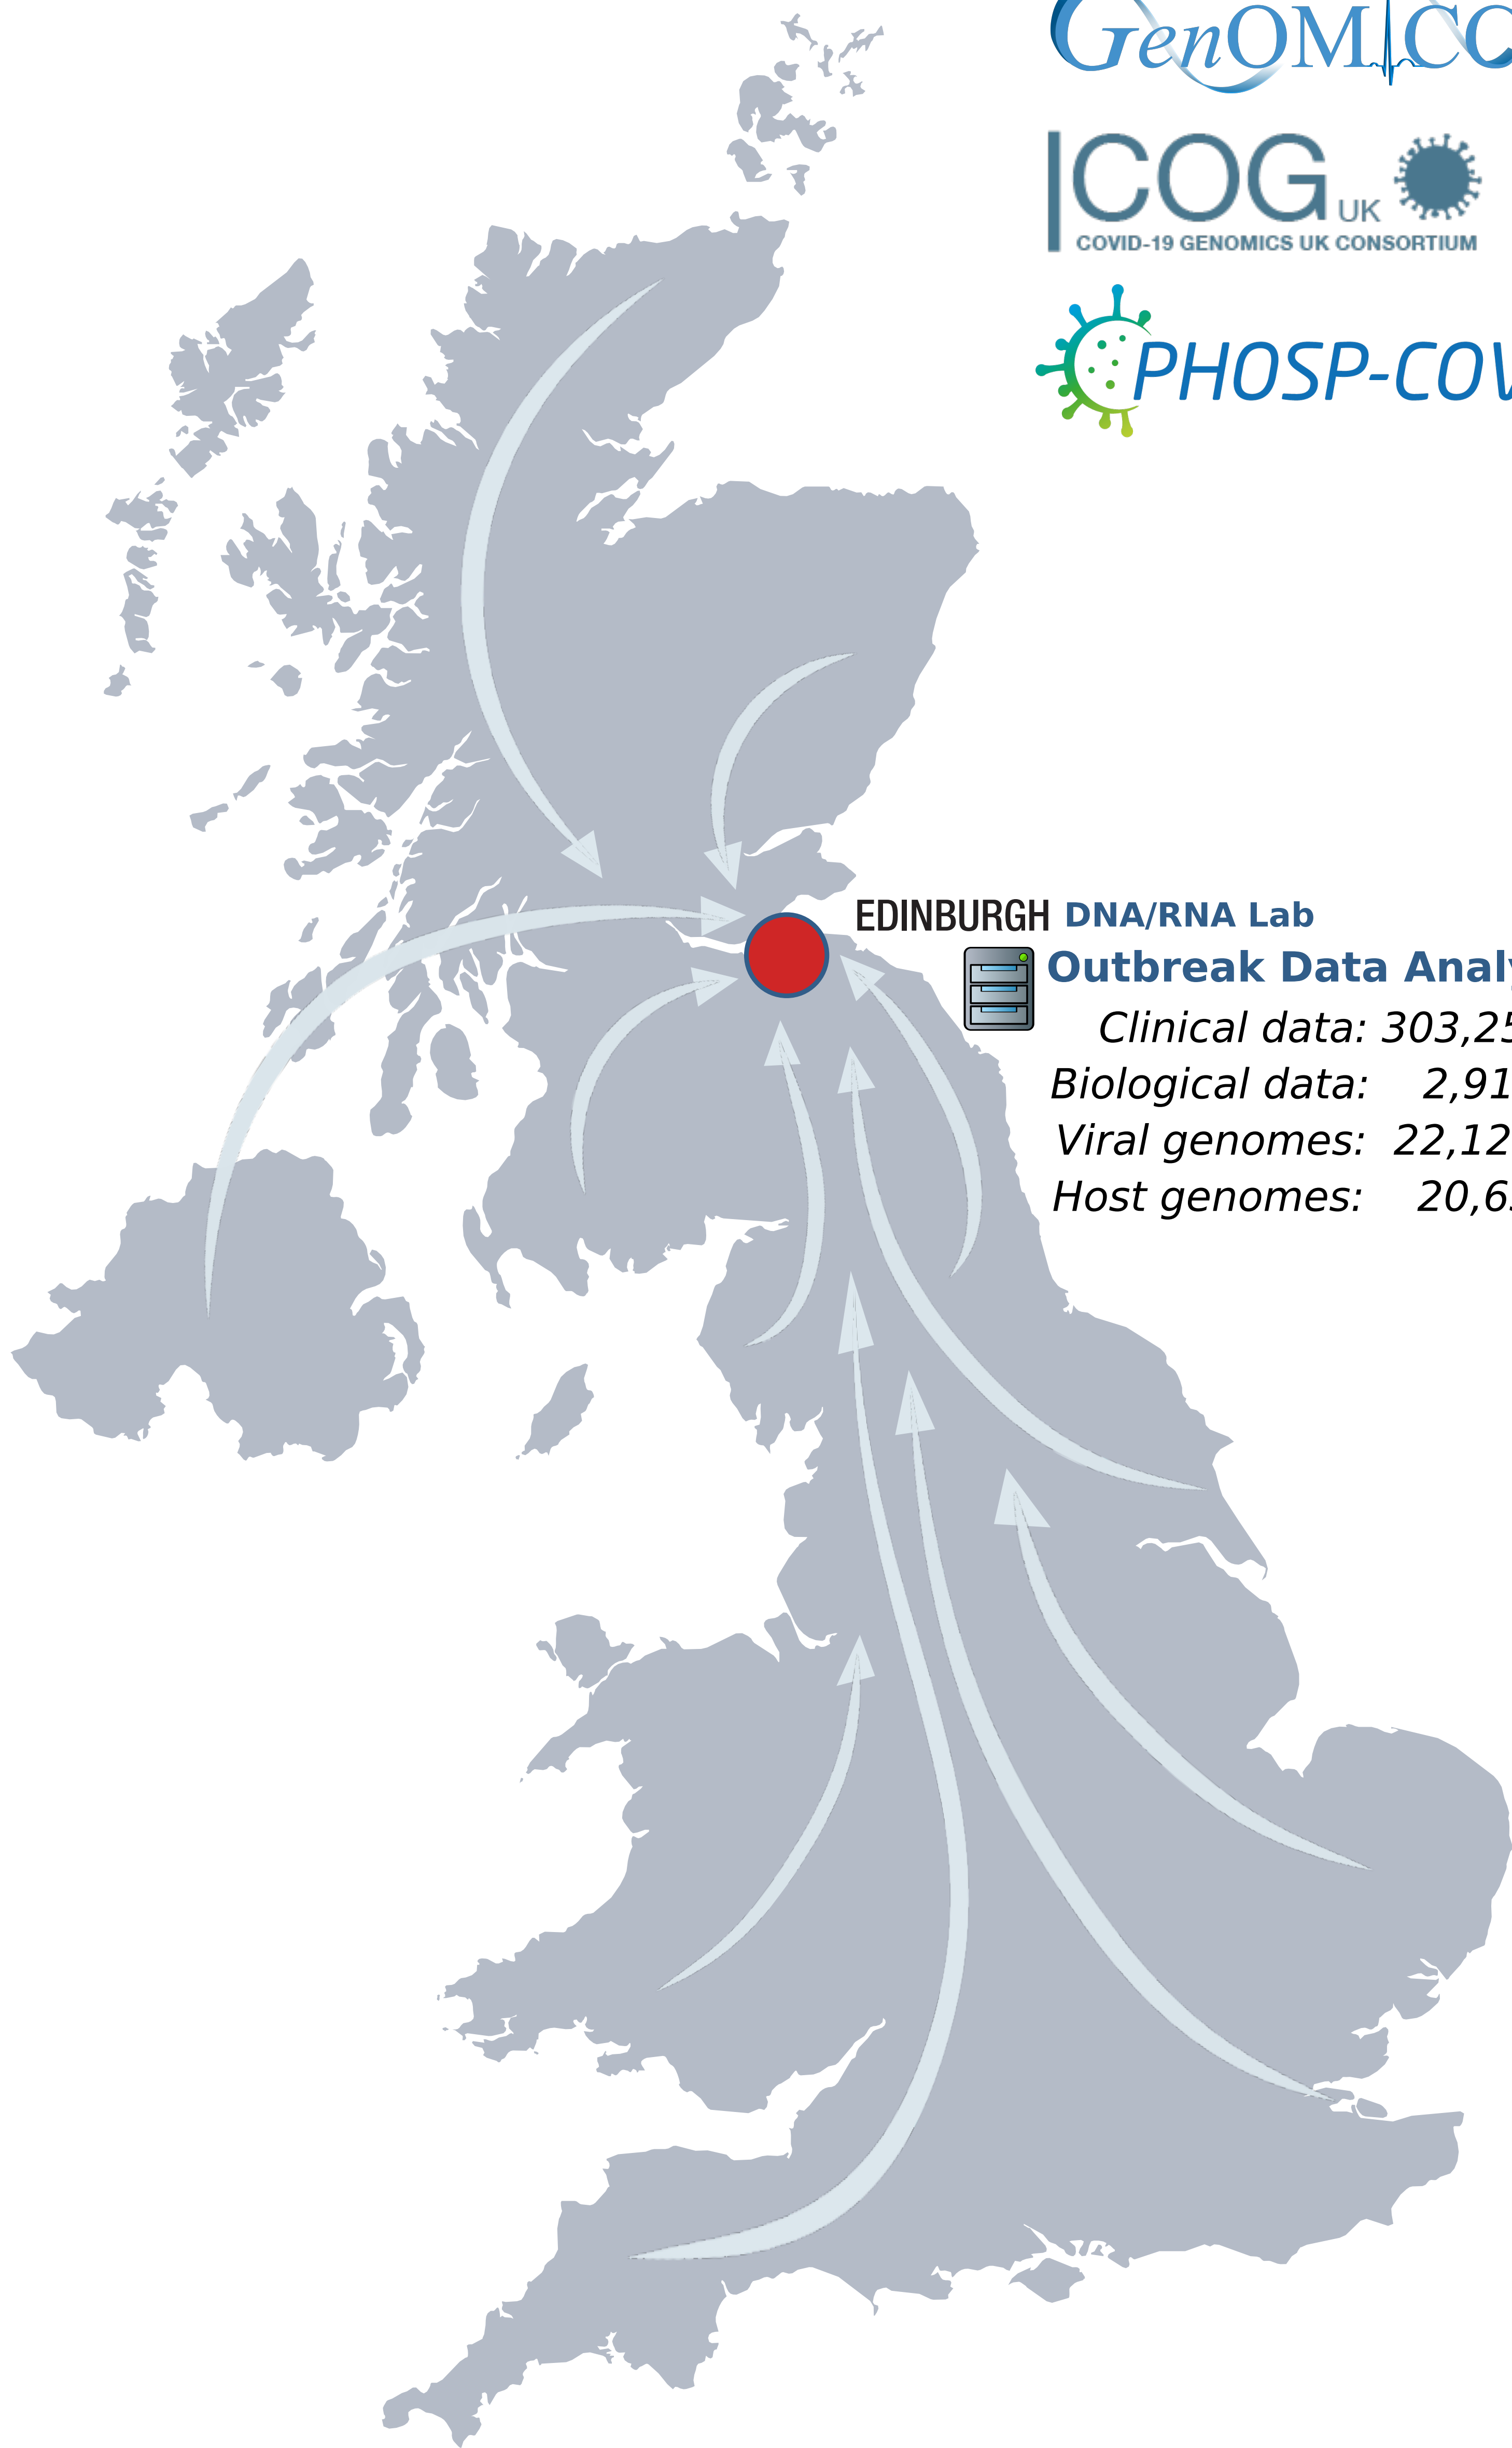 GenOMICC
COG UK
COVID-19 GENOMICS UK CONSORTIUM
PHOSP-COV
EDINBURGH DNA/RNA Lab
Outbreak Data Analy
Clinical data: 303,25
Biological data: 2,91
Viral genomes: 22,12
Host genomes: 20,6